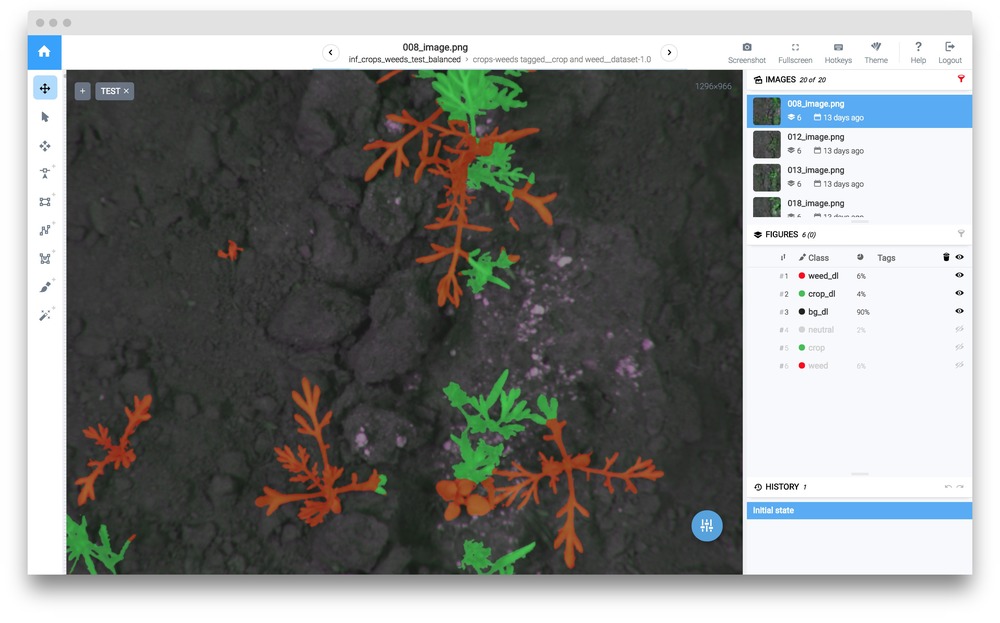 008_image.png
inf_crops_weeds_test_balanced › crops-weeds tagged__crop and weed__dataset-1.0
Screenshot
Fullscreen
Hotkeys
Theme
Help
Logout
+ TEST ×
1296x966
IMAGES 20 of 20
008_image.png
6 13 days ago
012_image.png
6 13 days ago
013_image.png
6 13 days ago
018_image.png
6 13 days ago
FIGURES 6 (0)
Class Tags
#1 weed_dl 6%
#2 crop_dl 4%
#3 bg_dl 90%
#4 neutral 2%
#5 crop
#6 weed 6%
HISTORY 1
Initial state